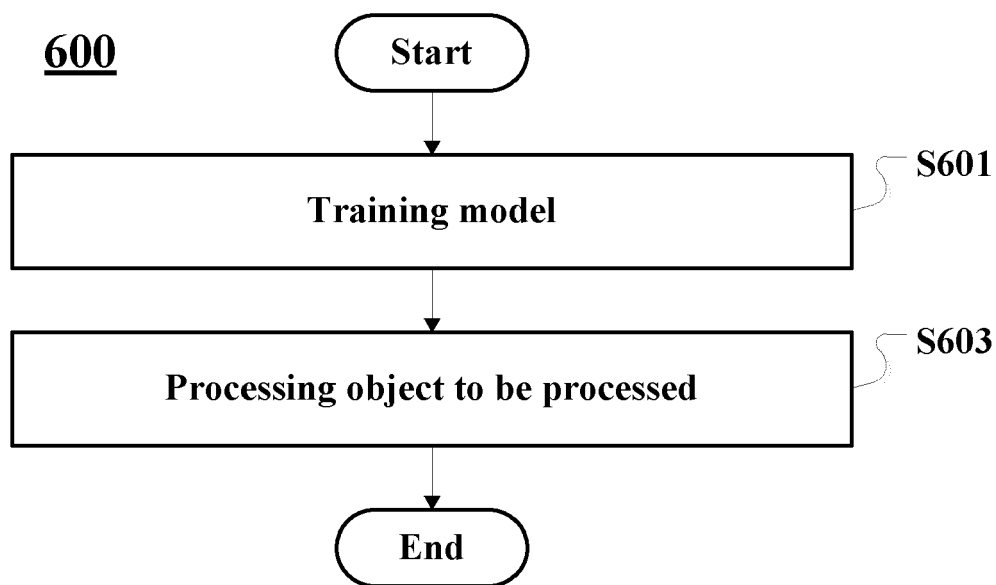 600
Start
Training model
S601
Processing object to be processed
S603
End